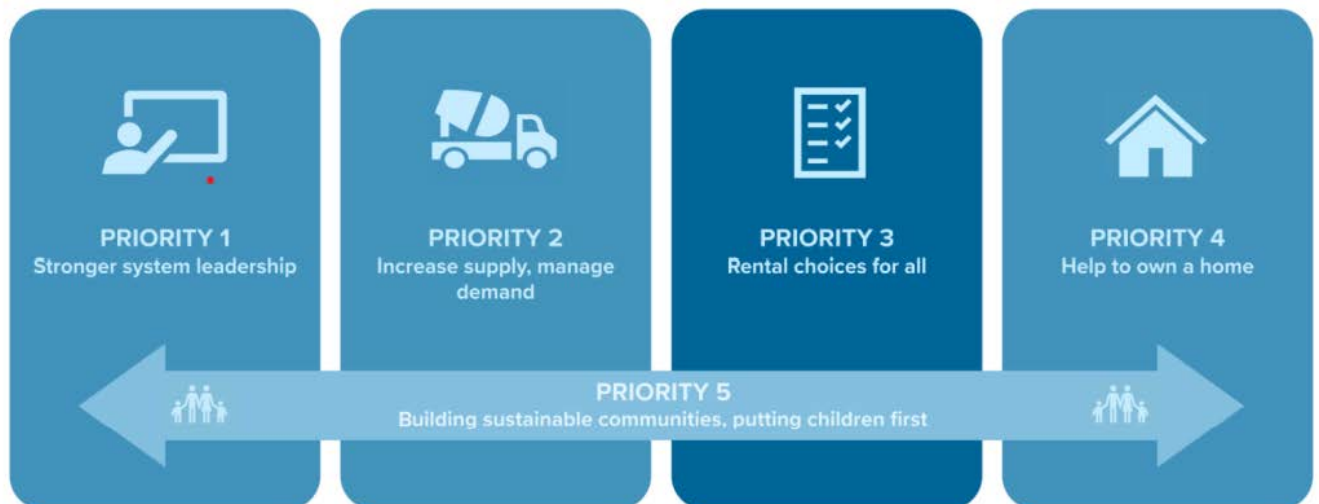 PRIORITY 1
Stronger system leadership
PRIORITY 2
Increase supply, manage
demand
PRIORITY 3
Rental choices for all
PRIORITY 4
Help to own a home
PRIORITY 5
Building sustainable communities, putting children first